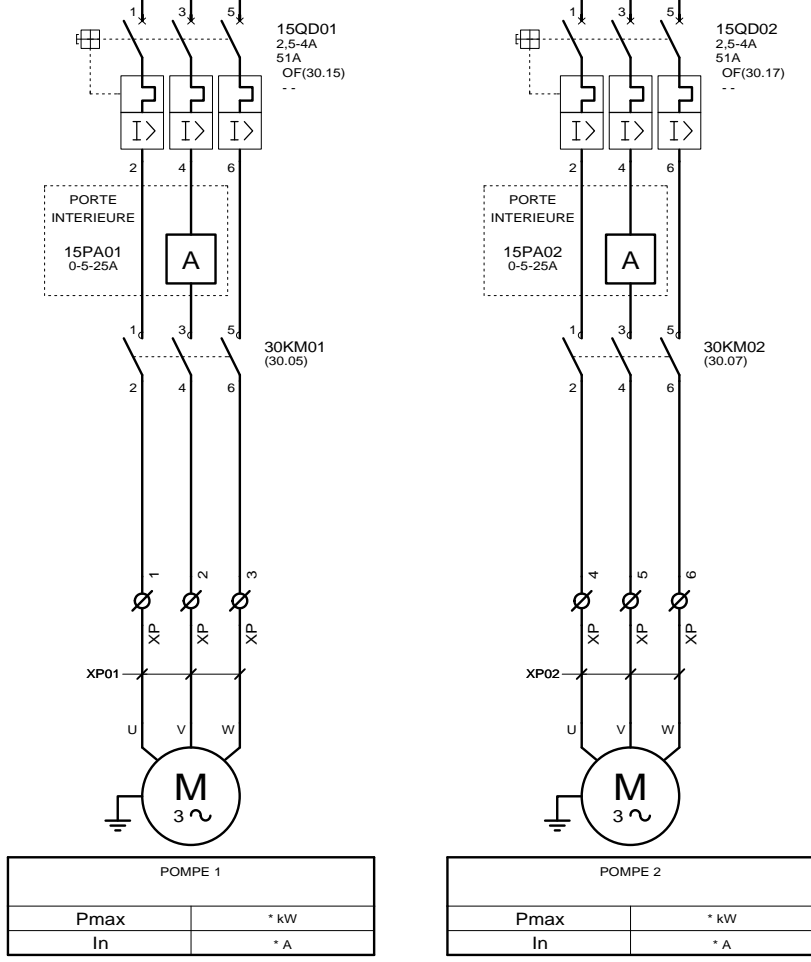 1 3 5
15QD01
2,5-4A
51A
OF(30.15)
- -
I> I> I>
2 4 6
PORTE
INTERIEURE
15PA01
0-5-25A
A
1 3 5
30KM01
(30.05)
2 4 6
1 2 3
XP XP XP
XP01
U V W
M
3 ~
POMPE 1
Pmax * kW
In * A
1 3 5
15QD02
2,5-4A
51A
OF(30.17)
- -
I> I> I>
2 4 6
PORTE
INTERIEURE
15PA02
0-5-25A
A
1 3 5
30KM02
(30.07)
2 4 6
4 5 6
XP XP XP
XP02
U V W
M
3 ~
POMPE 2
Pmax * kW
In * A